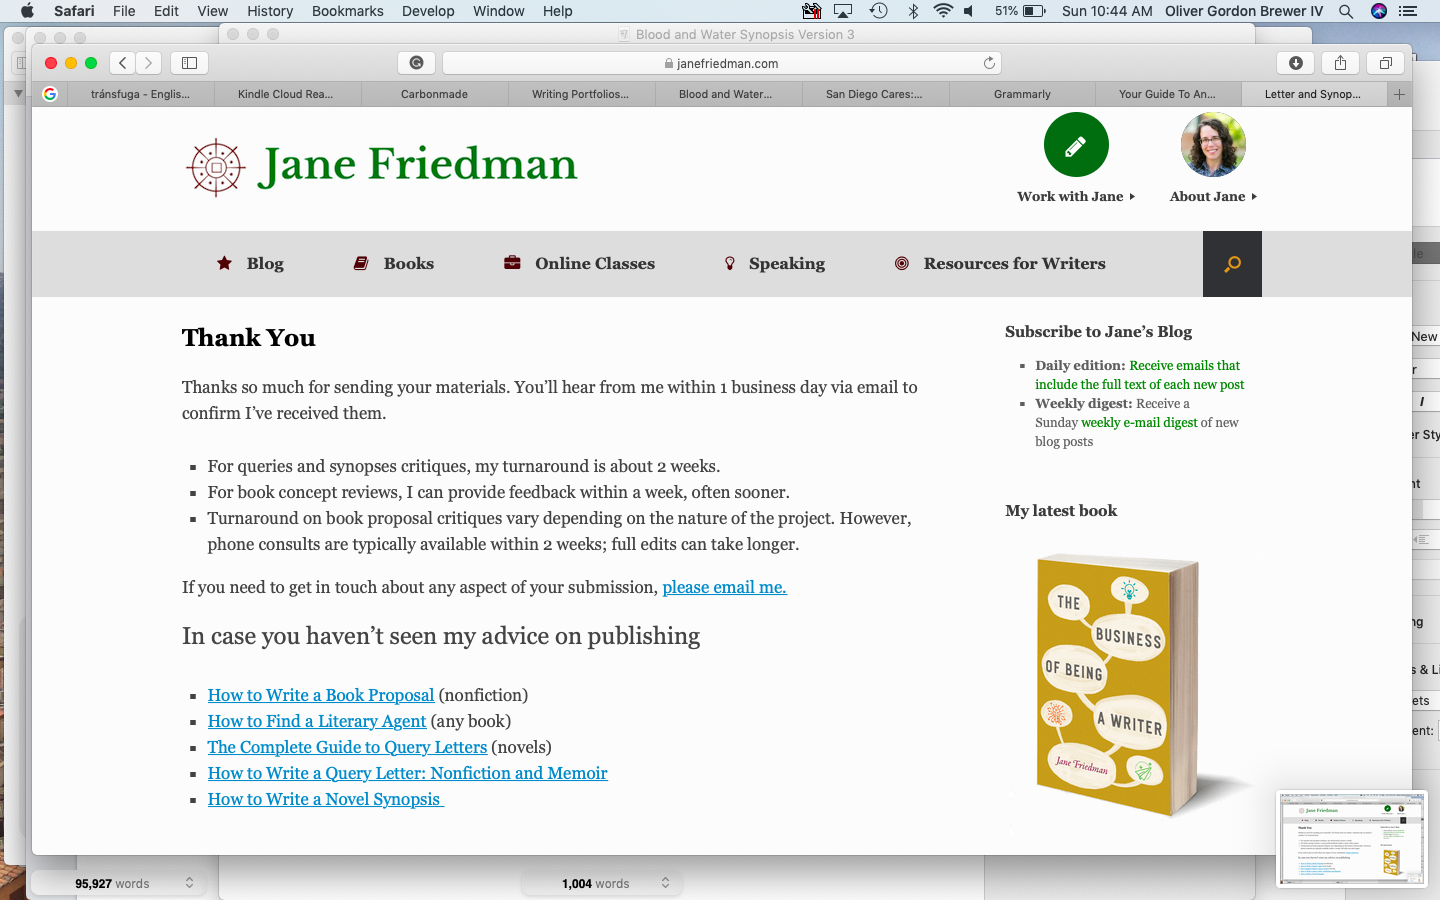 Safari File Edit View History Bookmarks Develop Window Help 51% Sun 10:44 AM Oliver Gordon Brewer IV
Blood and Water Synopsis Version 3
janefriedman.com
tránsfuga - Englis... Kindle Cloud Rea... Carbonmade Writing Portfolios... Blood and Water... San Diego Cares:... Grammarly Your Guide To An... Letter and Synop...
Jane Friedman
Work with Jane About Jane
Blog Books Online Classes Speaking Resources for Writers
Thank You
Thanks so much for sending your materials. You’ll hear from me within 1 business day via email to
confirm I’ve received them.
For queries and synopses critiques, my turnaround is about 2 weeks.
For book concept reviews, I can provide feedback within a week, often sooner.
Turnaround on book proposal critiques vary depending on the nature of the project. However,
phone consults are typically available within 2 weeks; full edits can take longer.
If you need to get in touch about any aspect of your submission, please email me.
In case you haven’t seen my advice on publishing
How to Write a Book Proposal (nonfiction)
How to Find a Literary Agent (any book)
The Complete Guide to Query Letters (novels)
How to Write a Query Letter: Nonfiction and Memoir
How to Write a Novel Synopsis
Subscribe to Jane’s Blog
Daily edition: Receive emails that
include the full text of each new post
Weekly digest: Receive a
Sunday weekly e-mail digest of new
blog posts
My latest book
THE
BUSINESS
OF BEING
A WRITER
Jane Friedman
New
I
95,927 words
1,004 words